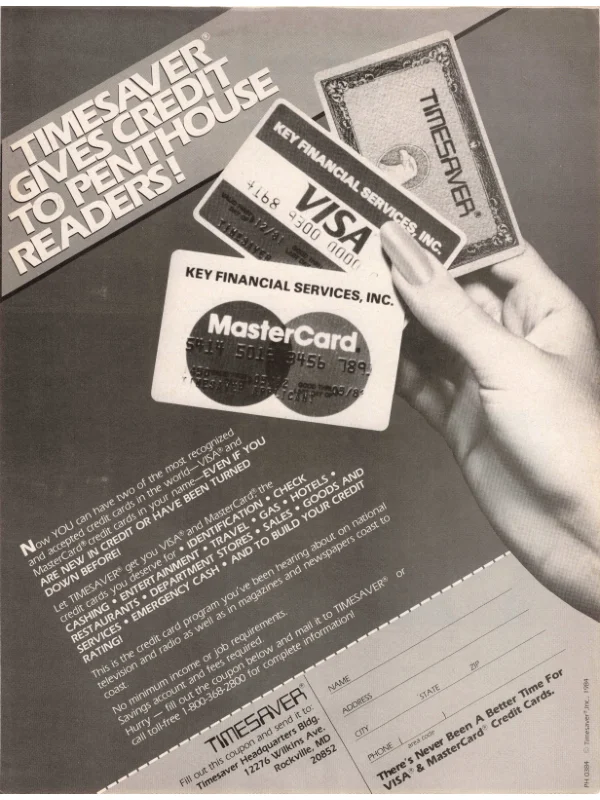 TIMESAVER®
GIVES CREDIT
TO PENTHOUSE
READERS!
TIMESAVER®
KEY FINANCIAL SERVICES, INC.
VISA
4168 9300 0000
12/87
TIMESAVER
KEY FINANCIAL SERVICES, INC.
MasterCard
5414 5012 3456 789
Now YOU can have two of the most recognized
and accepted credit cards in the world—VISA® and
MasterCard® credit cards in your name—EVEN IF YOU
ARE NEW IN CREDIT OR HAVE BEEN TURNED
DOWN BEFORE!
Let TIMESAVER® get you VISA® and MasterCard® the
credit cards you deserve for • IDENTIFICATION • CHECK
CASHING • ENTERTAINMENT • TRAVEL • GAS • HOTELS •
RESTAURANTS • DEPARTMENT STORES • SALES • GOODS AND
SERVICES • EMERGENCY CASH • AND TO BUILD YOUR CREDIT
RATING!
This is the credit card program you've been hearing about on national
television and radio as well as in magazines and newspapers coast to
coast.
No minimum income or job requirements.
Savings account and fees required.
Hurry – fill out the coupon below and mail it to TIMESAVER® or
call toll-free 1-800-368-2800 for complete information!
TIMESAVER®
Fill out this coupon and send it to:
Timesaver Headquarters Bldg.
12276 Wilkins Ave.
Rockville, MD
20852
NAME
ADDRESS
CITY STATE ZIP
PHONE ( )
area code
There's Never Been A Better Time For
VISA® & MasterCard® Credit Cards.
PH 0384 © Timesaver® Inc., 1984